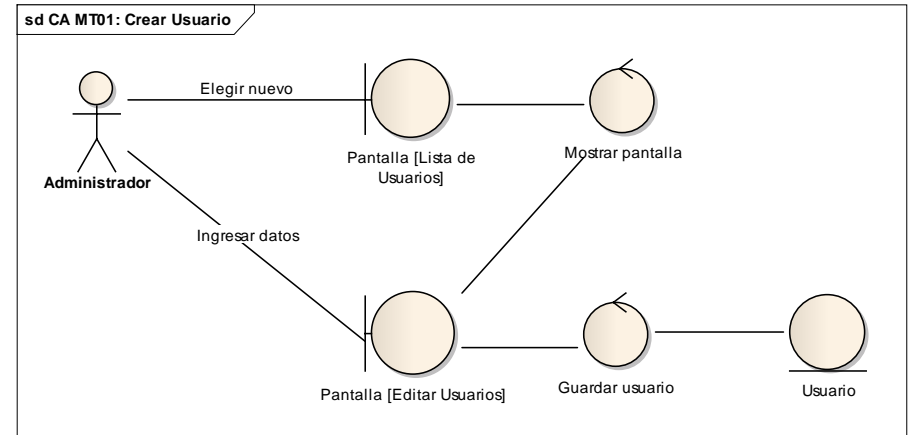 sd CA MT01: Crear Usuario
Elegir nuevo
Administrador
Pantalla [Lista de
Usuarios]
Mostrar pantalla
Ingresar datos
Pantalla [Editar Usuarios]
Guardar usuario
Usuario